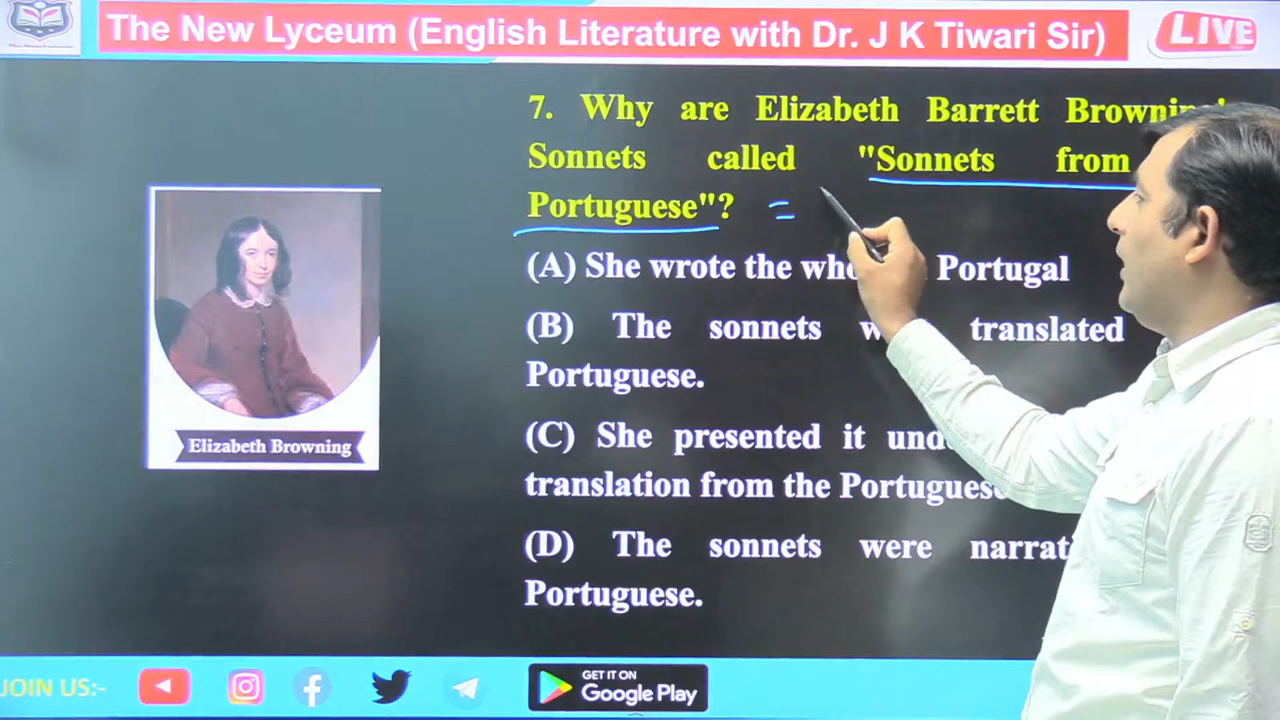 The New Lyceum (English Literature with Dr. J K Tiwari Sir)
LIVE
7. Why are Elizabeth Barrett
Sonnets called "Sonnets from
Portuguese"?
(A) She wrote the Portugal
(B) The sonnets translated
Portuguese.
(C) She presented it
translation from the
(D) The sonnets were
Portuguese.
Elizabeth Browning
JOIN US:-
GET IT ON
Google Play